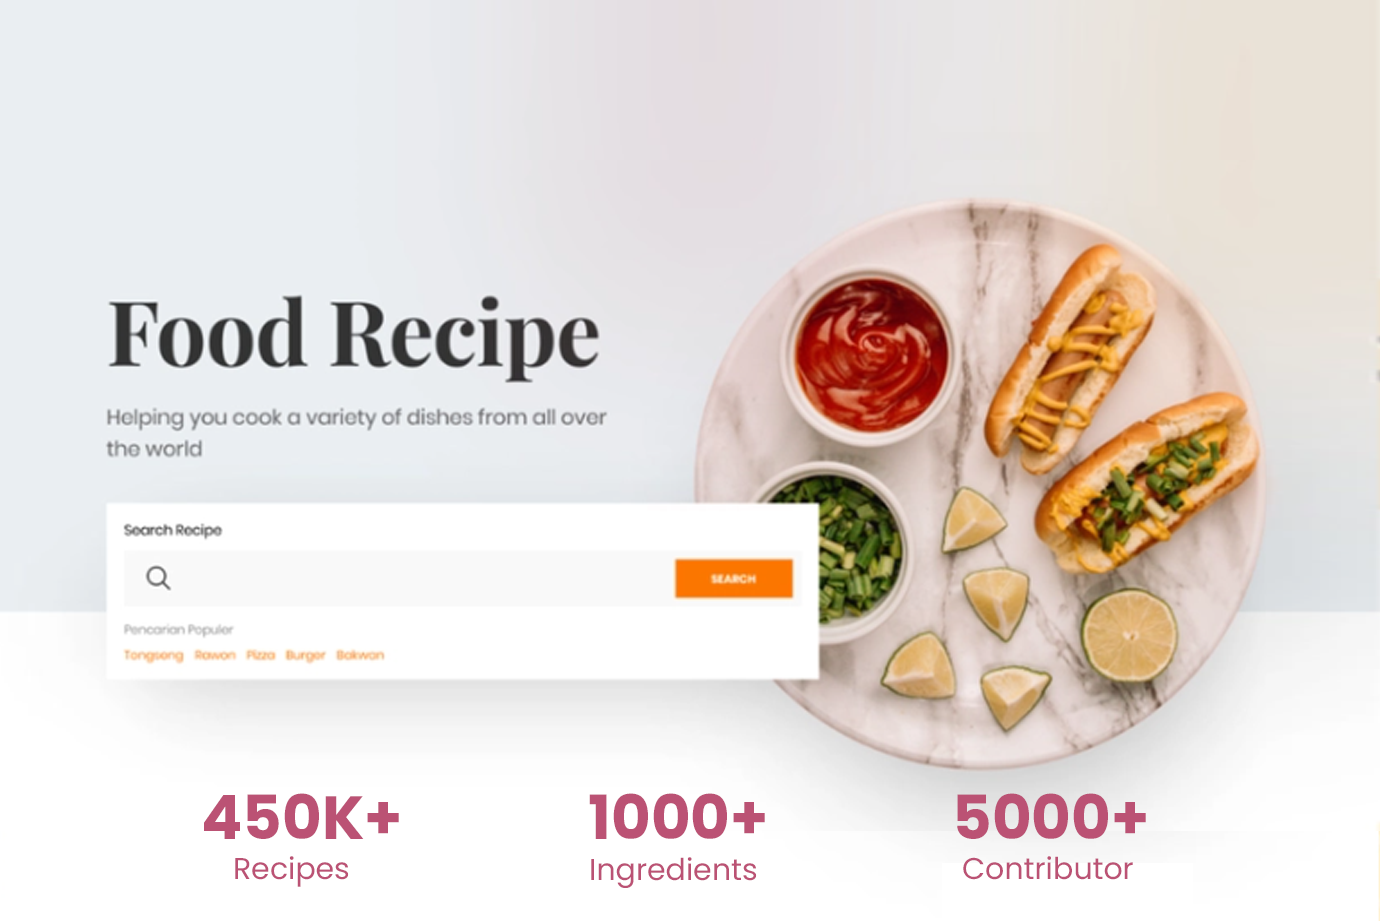 Food Recipe
Helping you cook a variety of dishes from all over
the world
Search Recipe
SEARCH
Pencarian Populer
Tongseng Rawon Pizza Burger Bakwan
450K+ 1000+ 5000+
Recipes Ingredients Contributor